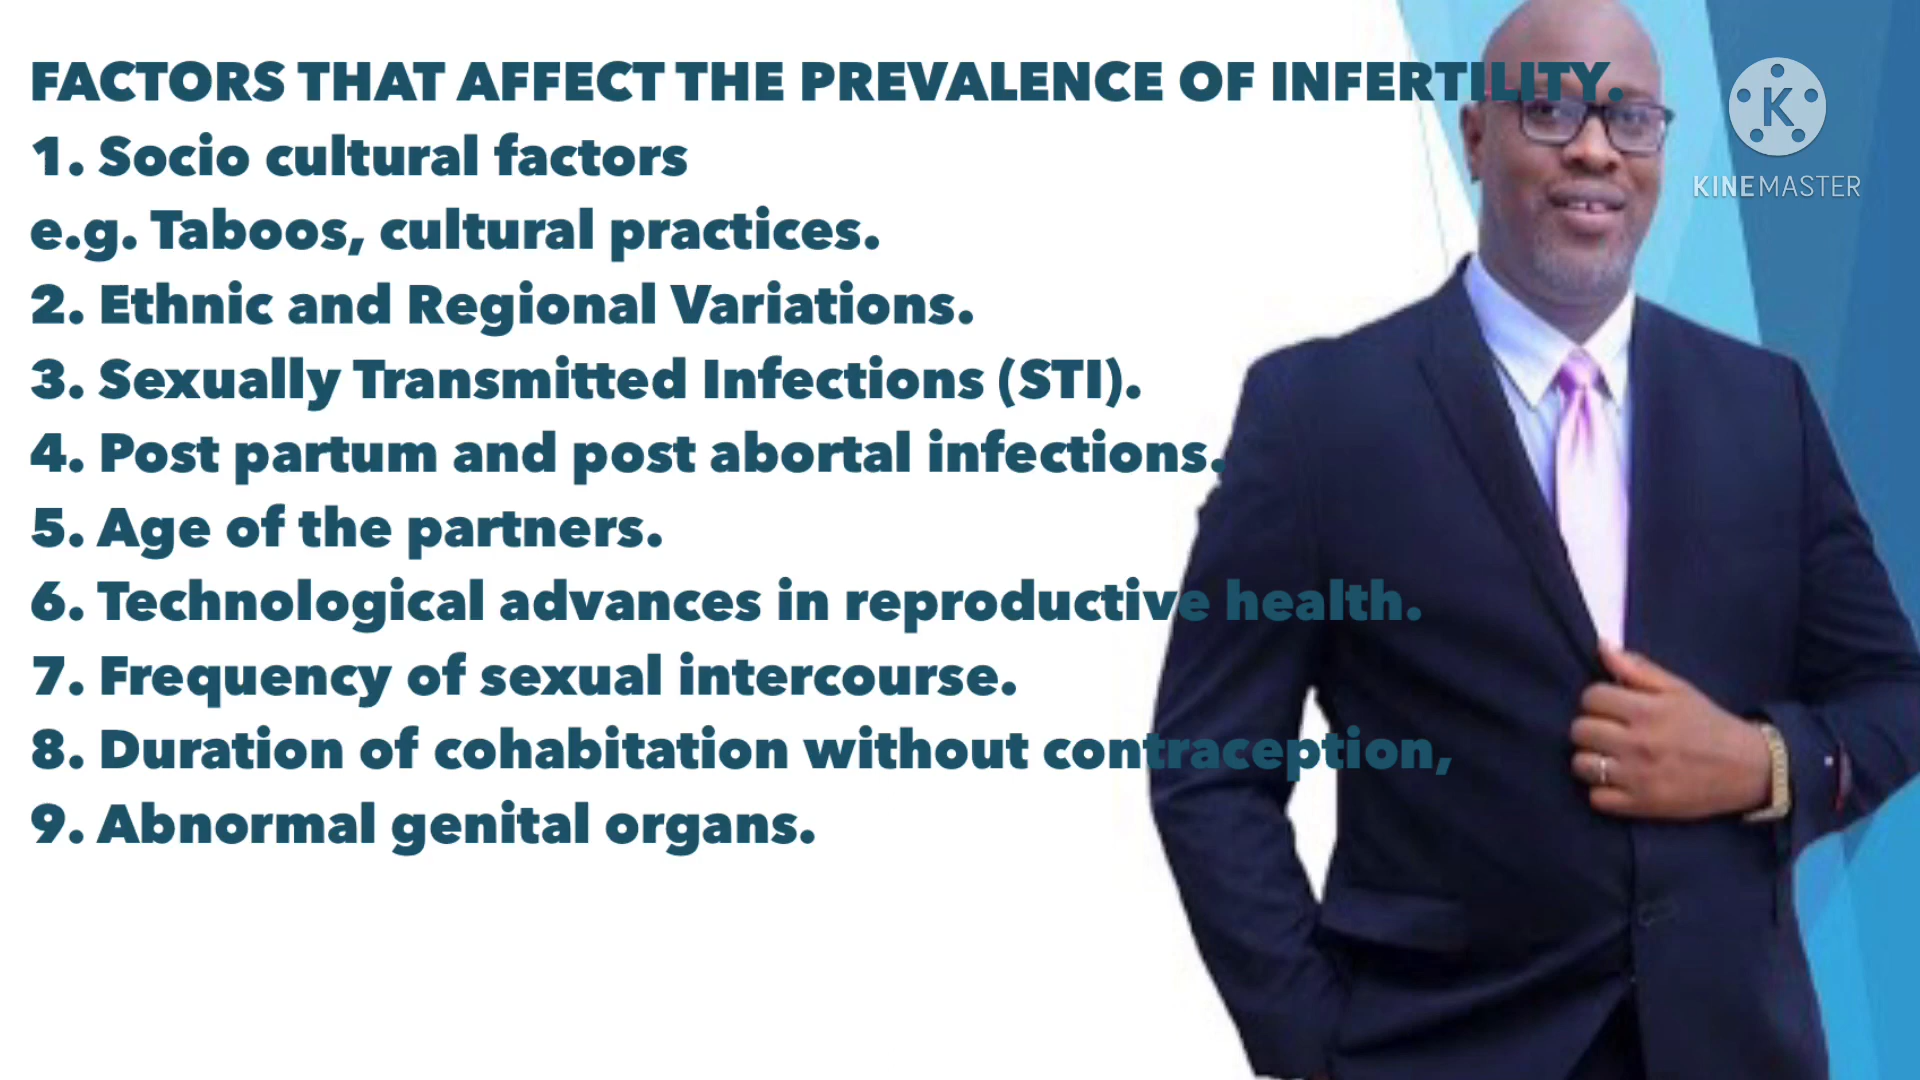 FACTORS THAT AFFECT THE PREVALENCE OF INFERTILITY.
1. Socio cultural factors
e.g. Taboos, cultural practices.
2. Ethnic and Regional Variations.
3. Sexually Transmitted Infections (STI).
4. Post partum and post abortal infections.
5. Age of the partners.
6. Technological advances in reproductive health.
7. Frequency of sexual intercourse.
8. Duration of cohabitation without contraception,
9. Abnormal genital organs.
K
KINEMASTER